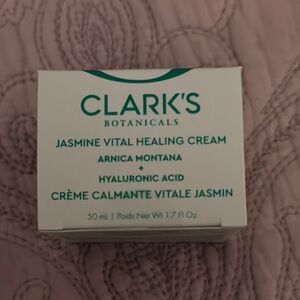 CLARK'S
BOTANICALS
JASMINE VITAL HEALING CREAM
ARNICA MONTANA
+
HYALURONIC ACID
CRÈME CALMANTE VITALE JASMIN
50 mL | Poids Net Wt 1.7 Fl Oz